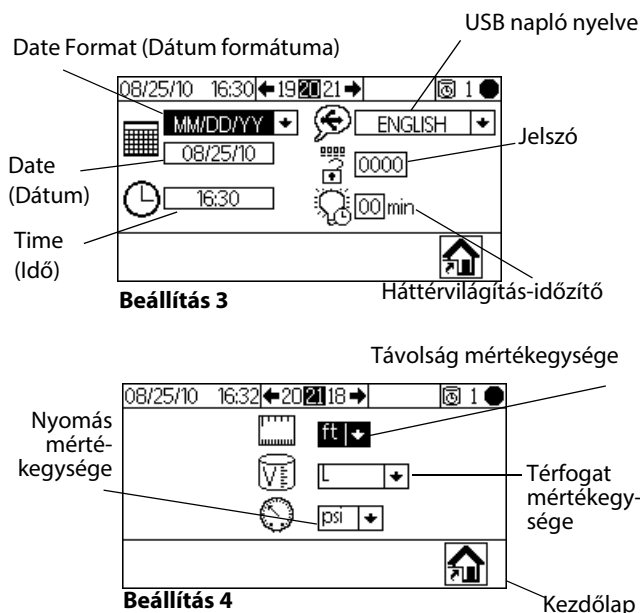 USB napló nyelve
Date Format (Dátum formátuma)
08/25/10 16:30 19 20 21 1
MM/DD/YY ENGLISH
08/25/10
Jelszó
0000
Date
(Dátum)
16:30
00 min
Time
(Idő)
Háttérvilágítás-időzítő
Beállítás 3
Távolság mértékegysége
08/25/10 16:32 20 21 18 1
Nyomás
mérté-
kegysége
ft
L
Térfogat
mértékegy-
sége
psi
Beállítás 4
Kezdőlap